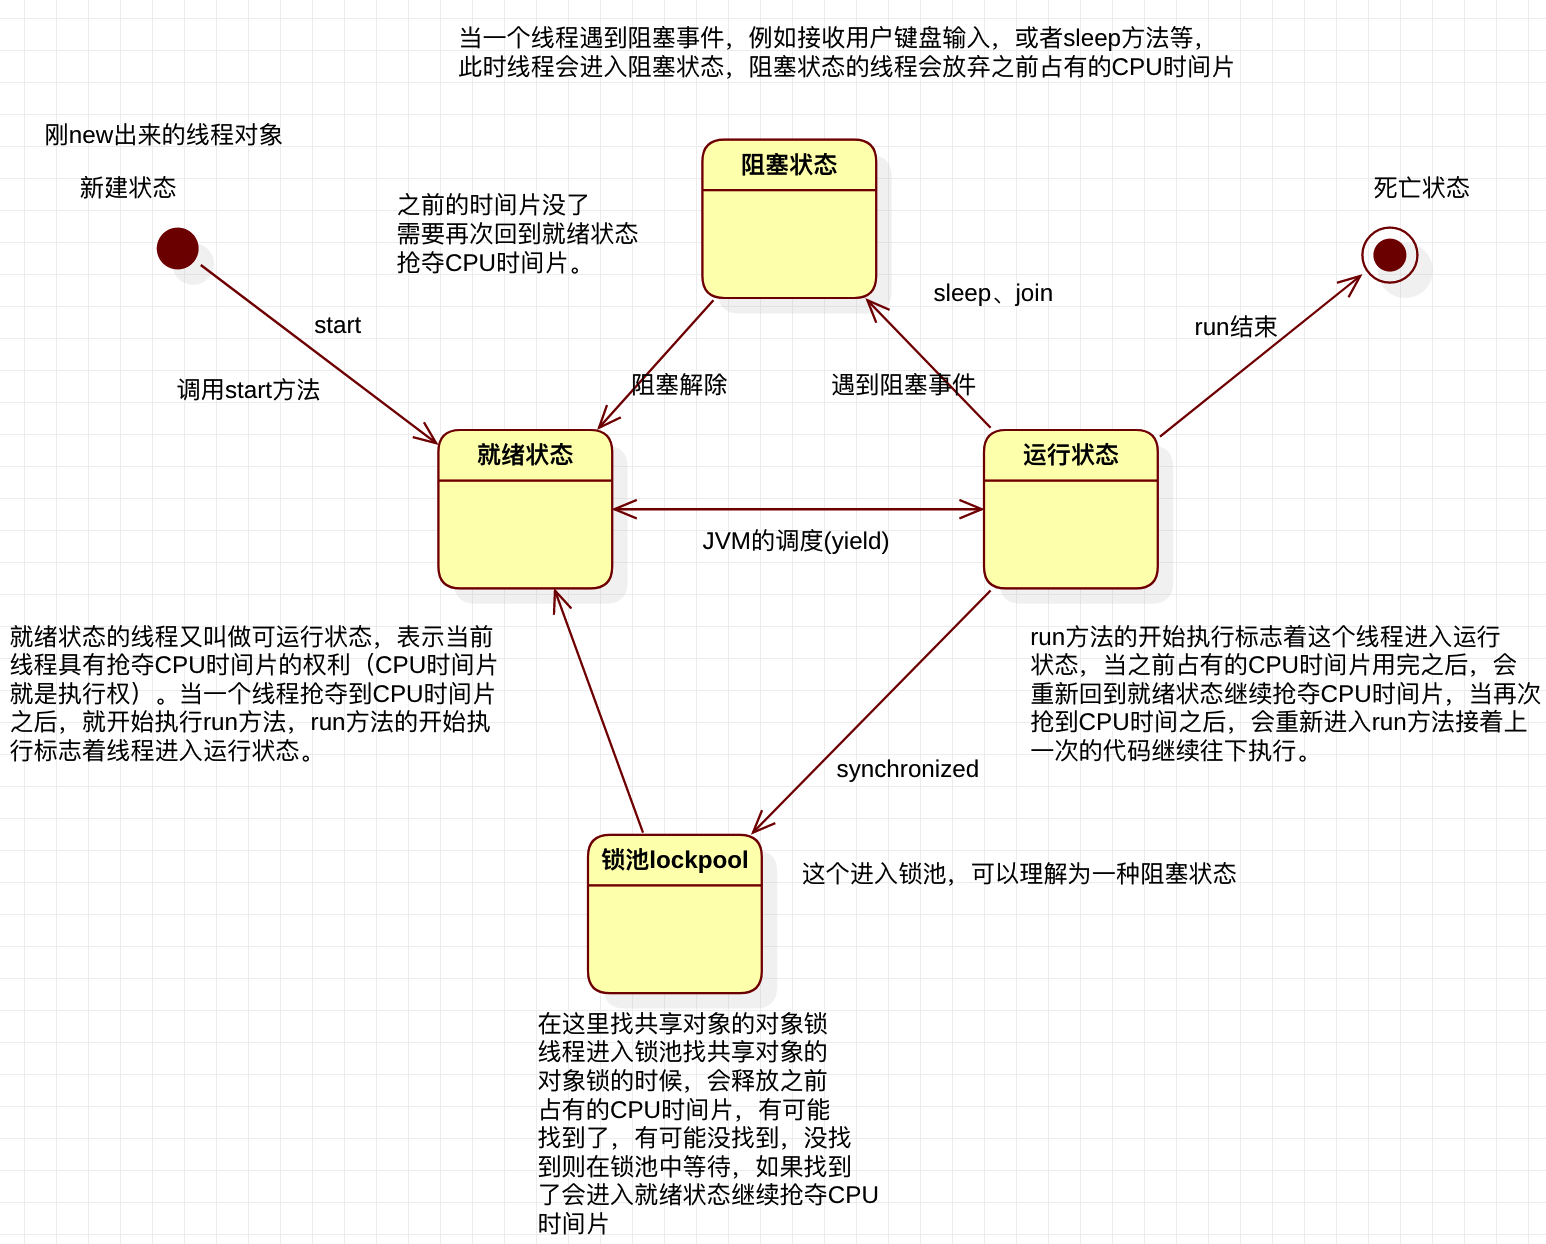 当一个线程遇到阻塞事件，例如接收用户键盘输入，或者sleep方法等，
此时线程会进入阻塞状态，阻塞状态的线程会放弃之前占有的CPU时间片
刚new出来的线程对象
新建状态
阻塞状态
死亡状态
之前的时间片没了
需要再次回到就绪状态
抢夺CPU时间片。
sleep、join
start
run结束
调用start方法
阻塞解除
遇到阻塞事件
就绪状态
运行状态
JVM的调度(yield)
就绪状态的线程又叫做可运行状态，表示当前
线程具有抢夺CPU时间片的权利（CPU时间片
就是执行权）。当一个线程抢夺到CPU时间片
之后，就开始执行run方法，run方法的开始执
行标志着线程进入运行状态。
run方法的开始执行标志着这个线程进入运行
状态，当之前占有的CPU时间片用完之后，会
重新回到就绪状态继续抢夺CPU时间片，当再次
抢到CPU时间之后，会重新进入run方法接着上
一次的代码继续往下执行。
synchronized
锁池lockpool
这个进入锁池，可以理解为一种阻塞状态
在这里找共享对象的对象锁
线程进入锁池找共享对象的
对象锁的时候，会释放之前
占有的CPU时间片，有可能
找到了，有可能没找到，没找
到则在锁池中等待，如果找到
了会进入就绪状态继续抢夺CPU
时间片